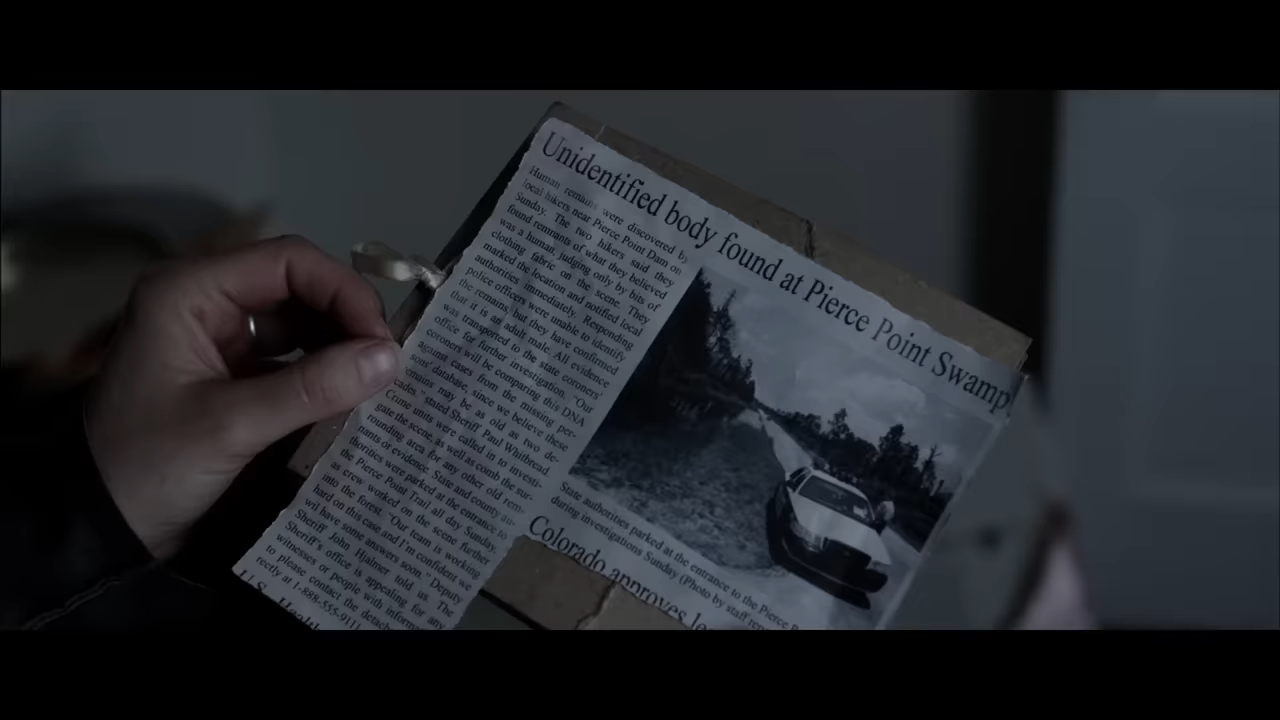 Unidentified body found at Pierce Point Swamp
Human remains were discovered by
local hikers near Pierce Point Dam on
Sunday. The two hikers said they
found remnants of what they believed
was a human, judging only by bits of
clothing fabric on the scene. They
marked the location and notified local
authorities immediately. Responding
police officers were unable to identify
the remains, but they have confirmed
that it is an adult male. All evidence
was transported to the state coroners'
office for further investigation. "Our
coroners will be comparing this DNA
against cases from the missing per-
sons' database, since we believe these
remains may be as old as two de-
cades," stated Sheriff Paul Whitbread.
Crime units were called in to investi-
gate the scene, as well as comb the sur-
rounding area for any other old rem-
nants or evidence. State and county au-
thorities were parked at the entrance to
the Pierce Point Trail all day Sunday,
as crew worked on the scene further
into the forest. "Our team is working
hard on this case, and I'm confident we
wil have some answers soon." Deputy
Sheriff John Hjalmer told us. The
Sheriff's office is appealing for any
witnesses or people with informa
to please contact the detach
rectly at 1-888-555-9111
U.S.
State authorities parked at the entrance to the Pierce P
during investigations Sunday (Photo by staff rep
Colorado approves le